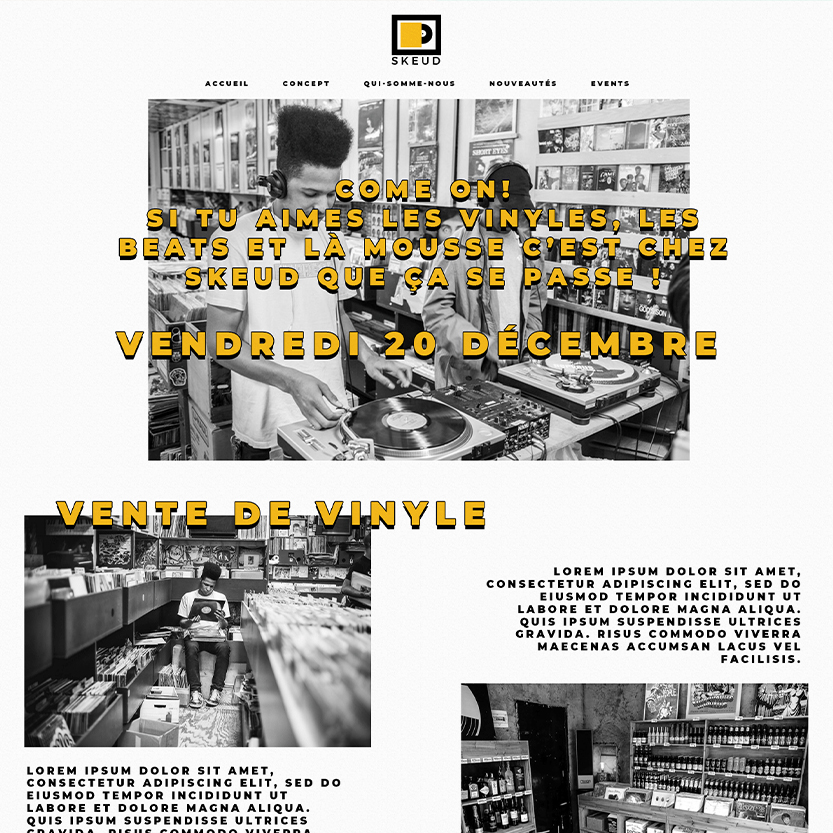 SKEUD
ACCUEIL CONCEPT QUI-SOMME-NOUS NOUVEAUTÉS EVENTS
SHORT EYES
COME ON!
SI TU AIMES LES VINYLES, LES
BEATS ET LÀ MOUSSE C'EST CHEZ
SKEUD QUE ÇA SE PASSE !
VENDREDI 20 DÉCEMBRE
VENTE DE VINYLE
LOREM IPSUM DOLOR SIT AMET,
CONSECTETUR ADIPISCING ELIT, SED DO
EIUSMOD TEMPOR INCIDIDUNT UT
LABORE ET DOLORE MAGNA ALIQUA.
QUIS IPSUM SUSPENDISSE ULTRICES
GRAVIDA. RISUS COMMODO VIVERRA
MAECENAS ACCUMSAN LACUS VEL
FACILISIS.
LOREM IPSUM DOLOR SIT AMET,
CONSECTETUR ADIPISCING ELIT, SED DO
EIUSMOD TEMPOR INCIDIDUNT UT
LABORE ET DOLORE MAGNA ALIQUA.
QUIS IPSUM SUSPENDISSE ULTRICES
GRAVIDA. RISUS COMMODO VIVERRA